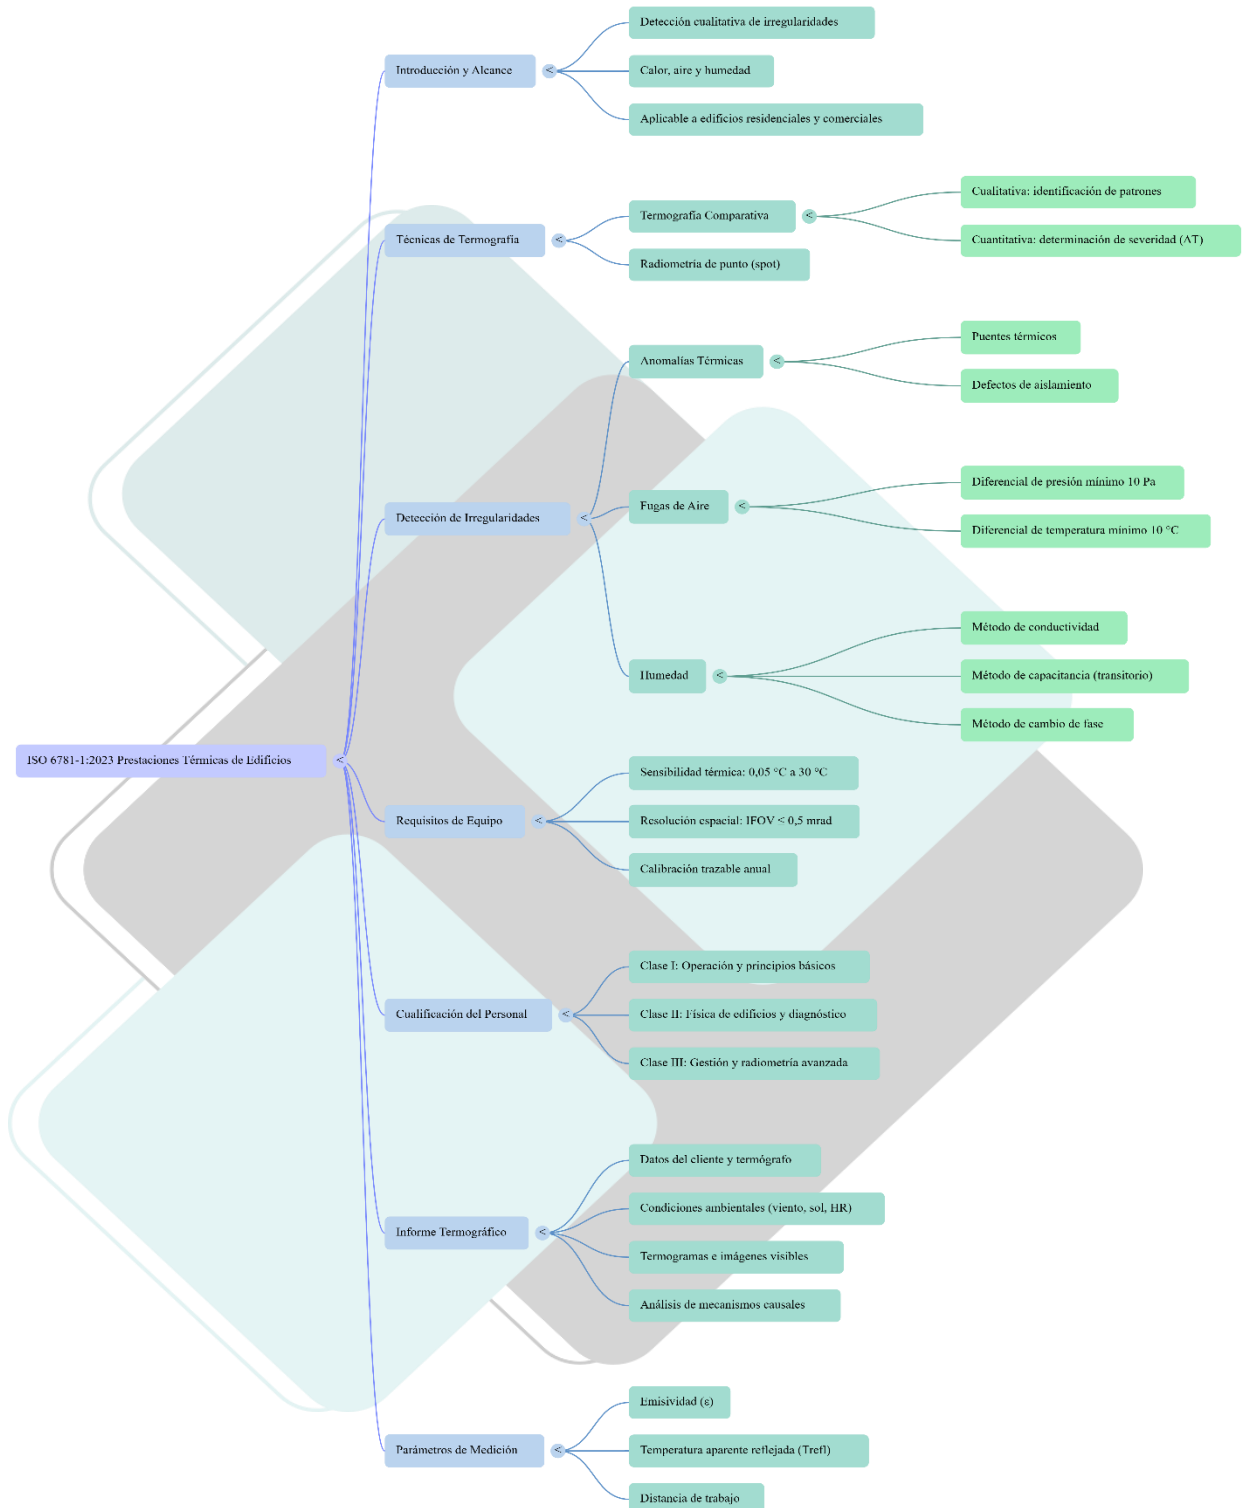 ISO 6781-1:2023 Prestaciones Térmicas de Edificios
<
Introducción y Alcance
<
Detección cualitativa de irregularidades
Calor, aire y humedad
Aplicable a edificios residenciales y comerciales
Técnicas de Termografía
<
Termografía Comparativa
<
Cualitativa: identificación de patrones
Cuantitativa: determinación de severidad (ΔT)
Radiometría de punto (spot)
Detección de Irregularidades
<
Anomalías Térmicas
<
Puentes térmicos
Defectos de aislamiento
Fugas de Aire
<
Diferencial de presión mínimo 10 Pa
Diferencial de temperatura mínimo 10 °C
Humedad
<
Método de conductividad
Método de capacitancia (transitorio)
Método de cambio de fase
Requisitos de Equipo
<
Sensibilidad térmica: 0,05 °C a 30 °C
Resolución espacial: IFOV < 0,5 mrad
Calibración trazable anual
Cualificación del Personal
<
Clase I: Operación y principios básicos
Clase II: Física de edificios y diagnóstico
Clase III: Gestión y radiometría avanzada
Informe Termográfico
<
Datos del cliente y termógrafo
Condiciones ambientales (viento, sol, HR)
Termogramas e imágenes visibles
Análisis de mecanismos causales
Parámetros de Medición
<
Emisividad (ε)
Temperatura aparente reflejada (Trefl)
Distancia de trabajo